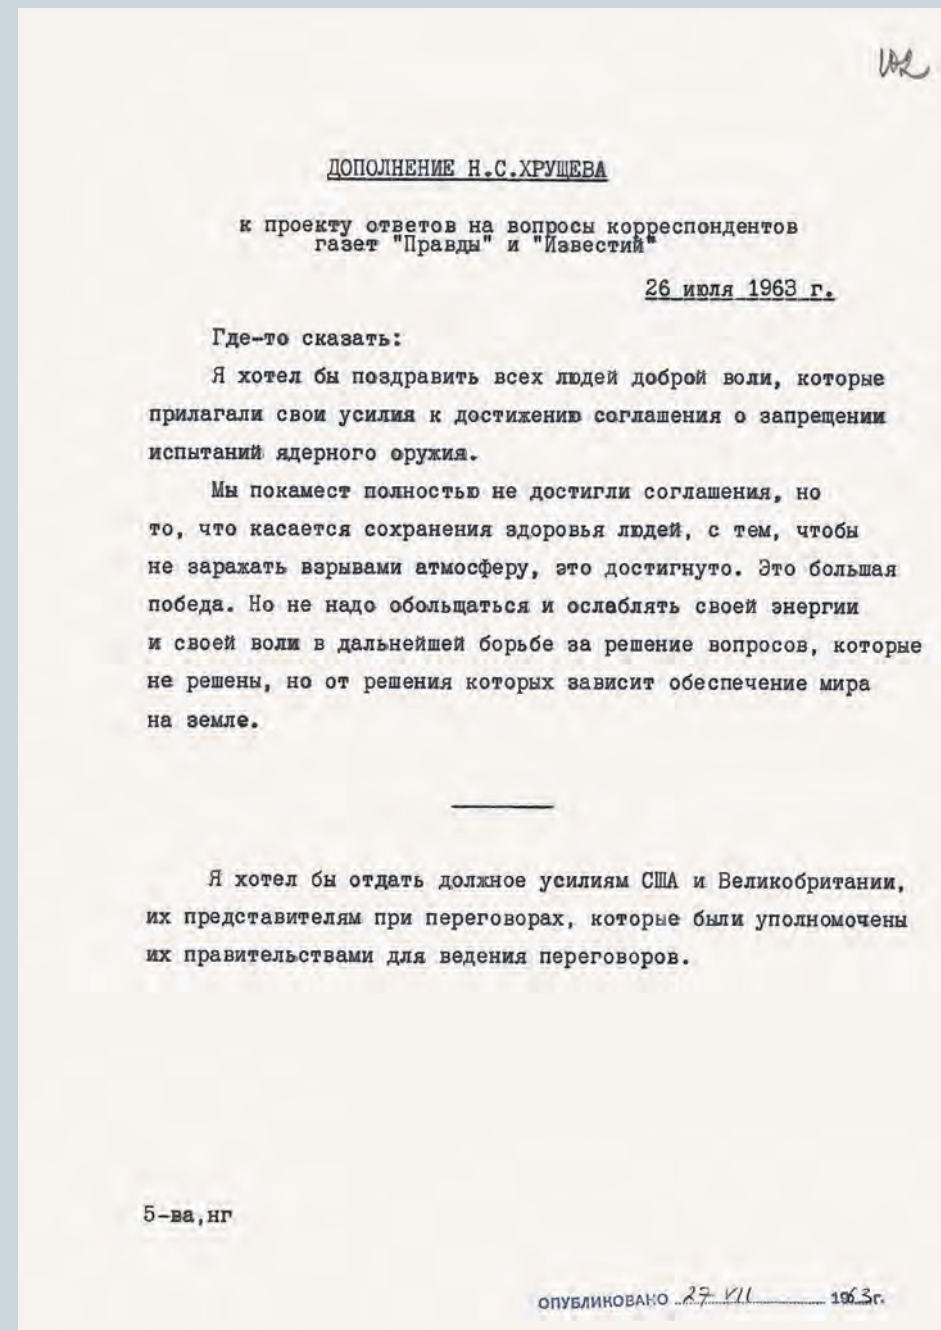 102
ДОПОЛНЕНИЕ Н.С.ХРУЩЕВА
к проекту ответов на вопросы корреспондентов
газет "Правды" и "Известий"
26 июля 1963 г.
Где-то сказать:
Я хотел бы поздравить всех людей доброй воли, которые
прилагали свои усилия к достижению соглашения о запрещении
испытаний ядерного оружия.
Мы покамест полностью не достигли соглашения, но
то, что касается сохранения здоровья людей, с тем, чтобы
не заражать взрывами атмосферу, это достигнуто. Это большая
победа. Но не надо обольщаться и ослаблять своей энергии
и своей воли в дальнейшей борьбе за решение вопросов, которые
не решены, но от решения которых зависит обеспечение мира
на земле.
Я хотел бы отдать должное усилиям США и Великобритании,
их представителям при переговорах, которые были уполномочены
их правительствами для ведения переговоров.
5-ва,нг
ОПУБЛИКОВАНО 27 VII 1963г.